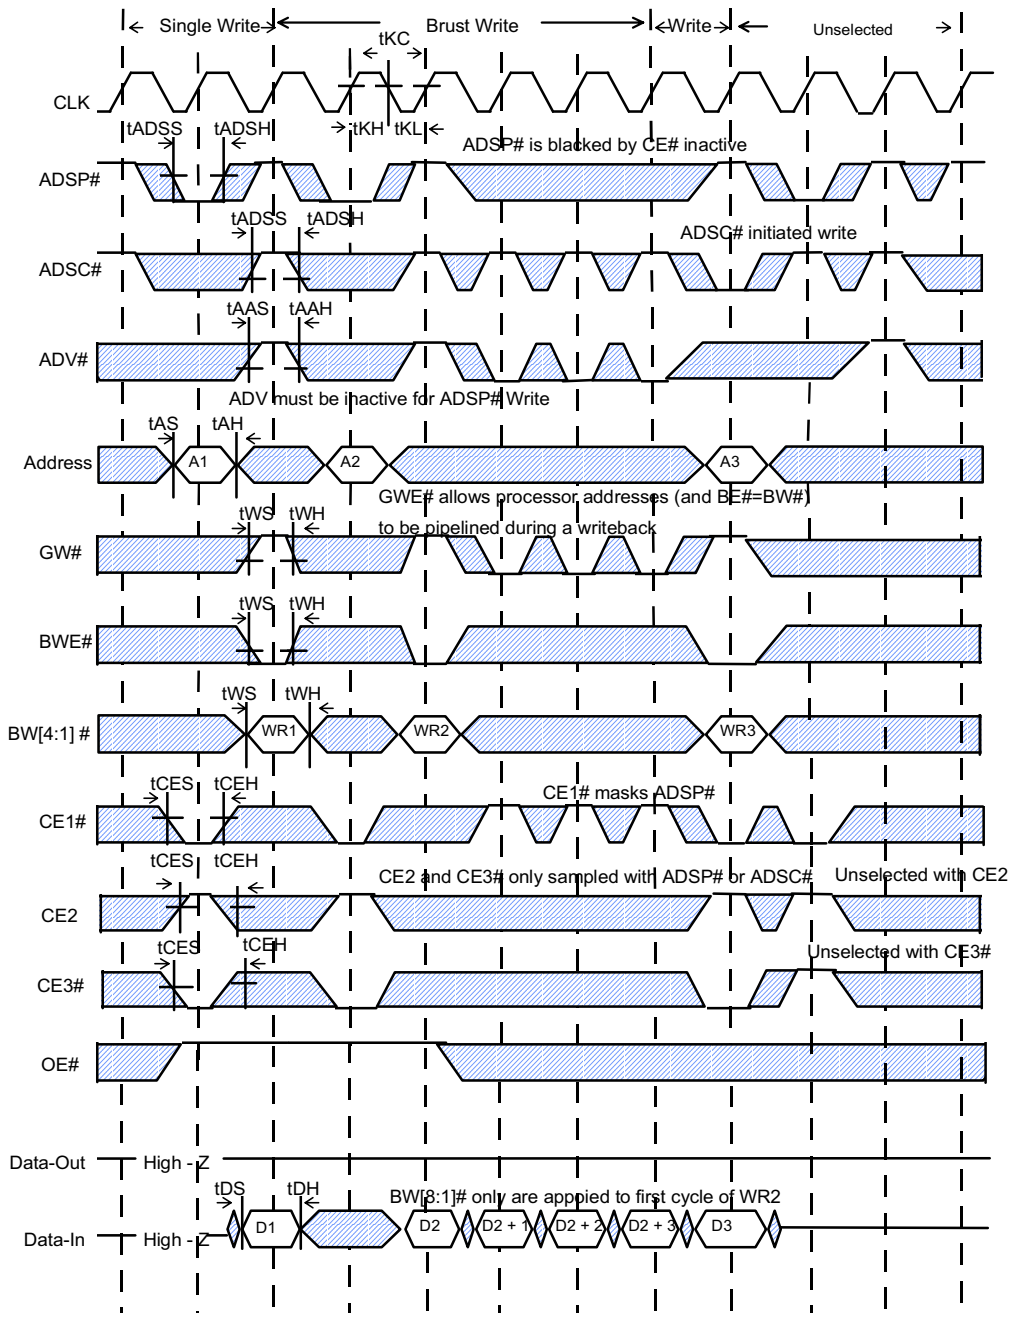 Single Write
Brust Write
Write
Unselected
tKC
CLK
tADSS
tADSH
tKH
tKL
ADSP# is blacked by CE# inactive
ADSP#
tADSS
tADSH
ADSC# initiated write
ADSC#
tAAS
tAAH
ADV#
ADV must be inactive for ADSP# Write
tAS
tAH
Address
A1
A2
A3
GWE# allows processor addresses (and BE#=BW#)
to be pipelined during a writeback
tWS
tWH
GW#
tWS
tWH
BWE#
tWS
tWH
BW[4:1] #
WR1
WR2
WR3
tCES
tCEH
CE1# masks ADSP#
CE1#
tCES
tCEH
CE2 and CE3# only sampled with ADSP# or ADSC#
Unselected with CE2
CE2
tCES
tCEH
Unselected with CE3#
CE3#
OE#
Data-Out
High - Z
tDS
tDH
BW[8:1]# only are appoied to first cycle of WR2
Data-In
High - Z
D1
D2
D2 + 1
D2 + 2
D2 + 3
D3